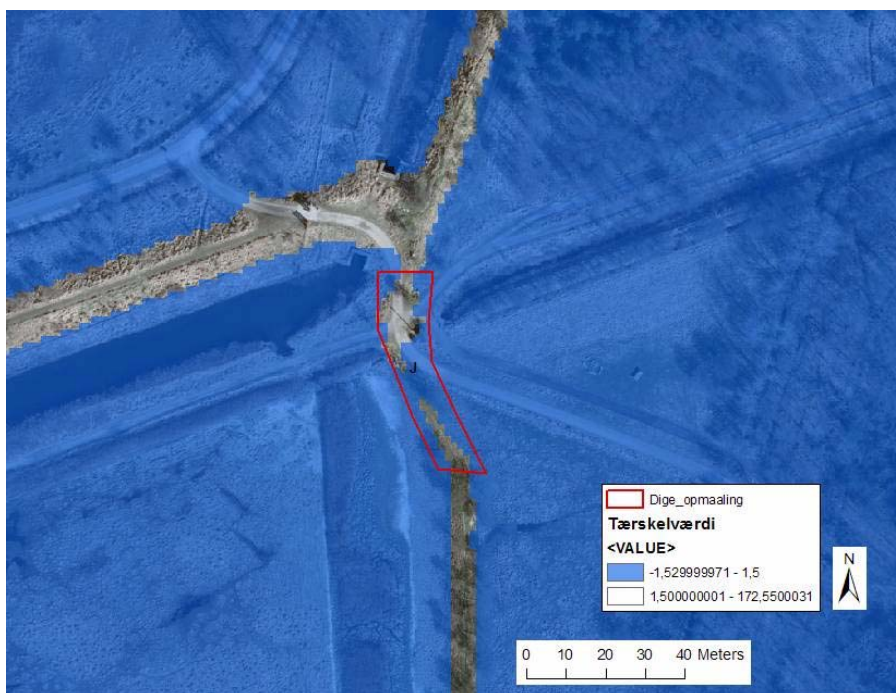 J
Dige_opmaaling
Tærskelværdi
<VALUE>
-1,529999971 - 1,5
1,500000001 - 172,5500031
N
0 10 20 30 40 Meters